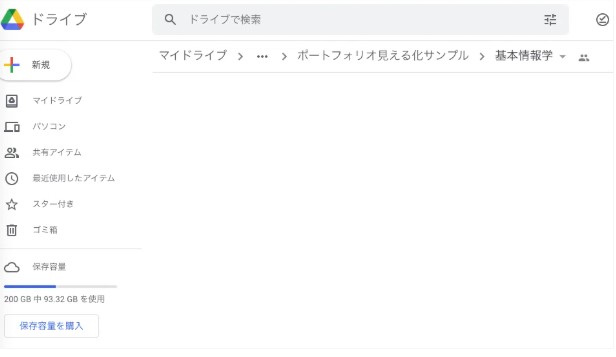 ドライブ
ドライブで検索
マイドライブ ••• ポートフォリオ見える化サンプル 基本情報学
新規
マイドライブ
パソコン
共有アイテム
最近使用したアイテム
スター付き
ゴミ箱
保存容量
200 GB 中 93.32 GB を使用
保存容量を購入